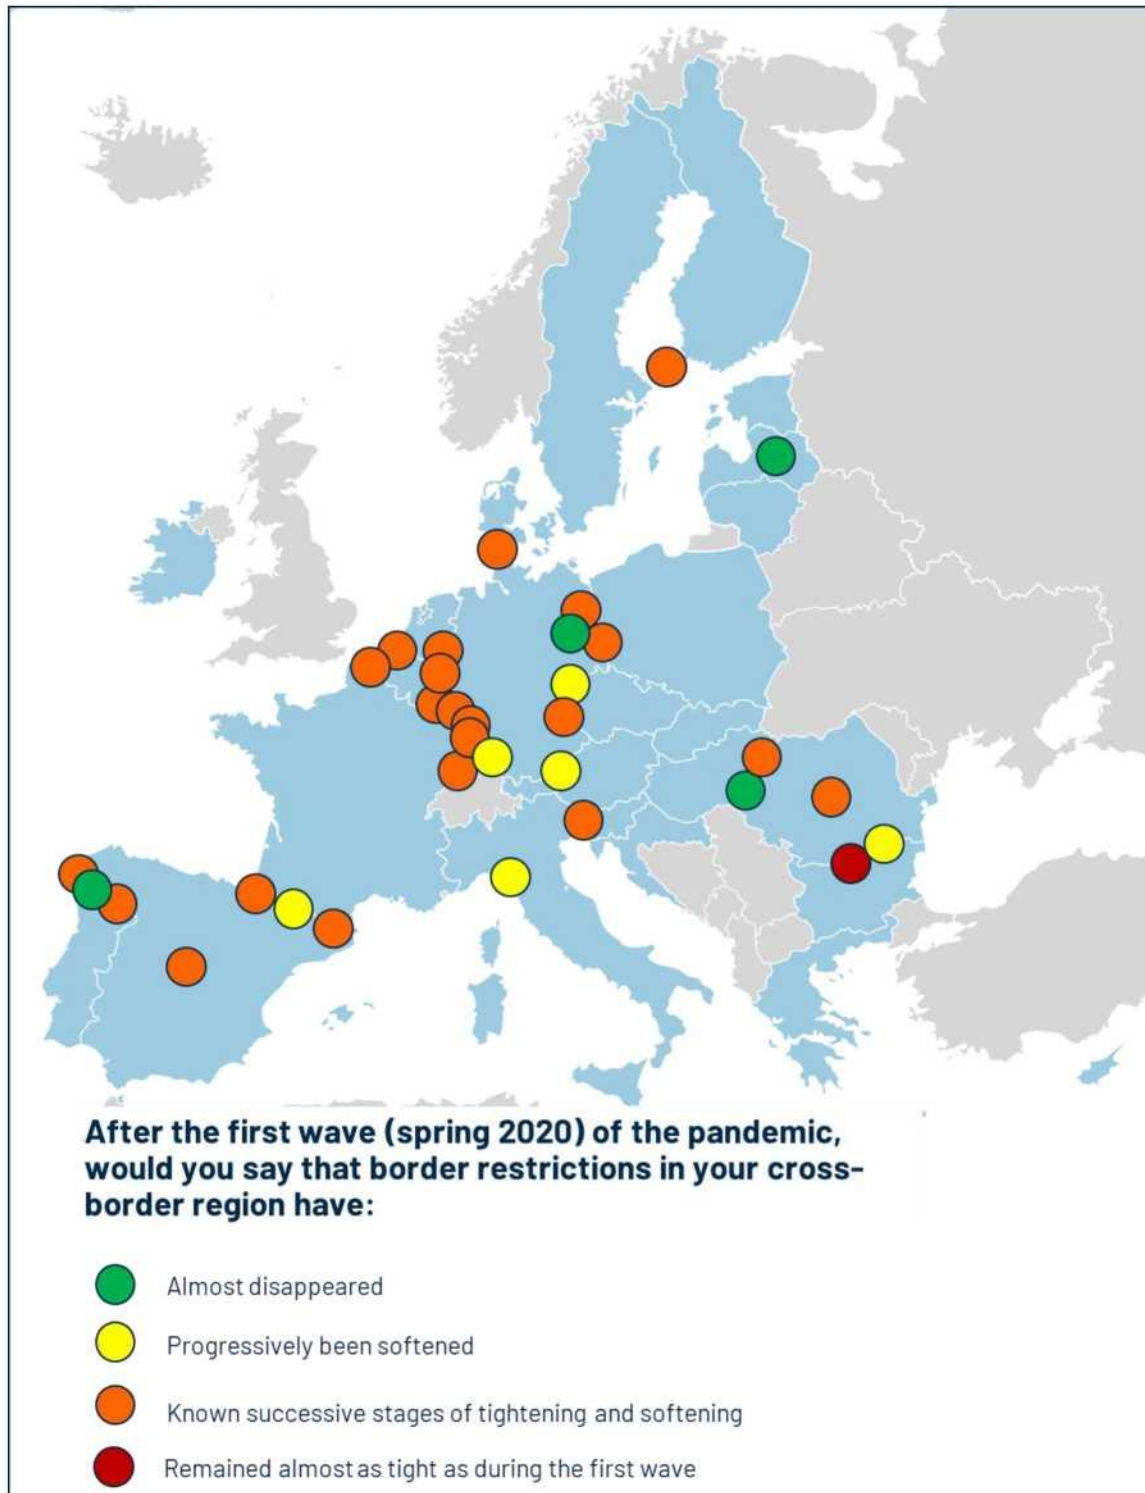 After the first wave (spring 2020) of the pandemic,
would you say that border restrictions in your cross-
border region have:
Almost disappeared
Progressively been softened
Known successive stages of tightening and softening
Remained almost as tight as during the first wave